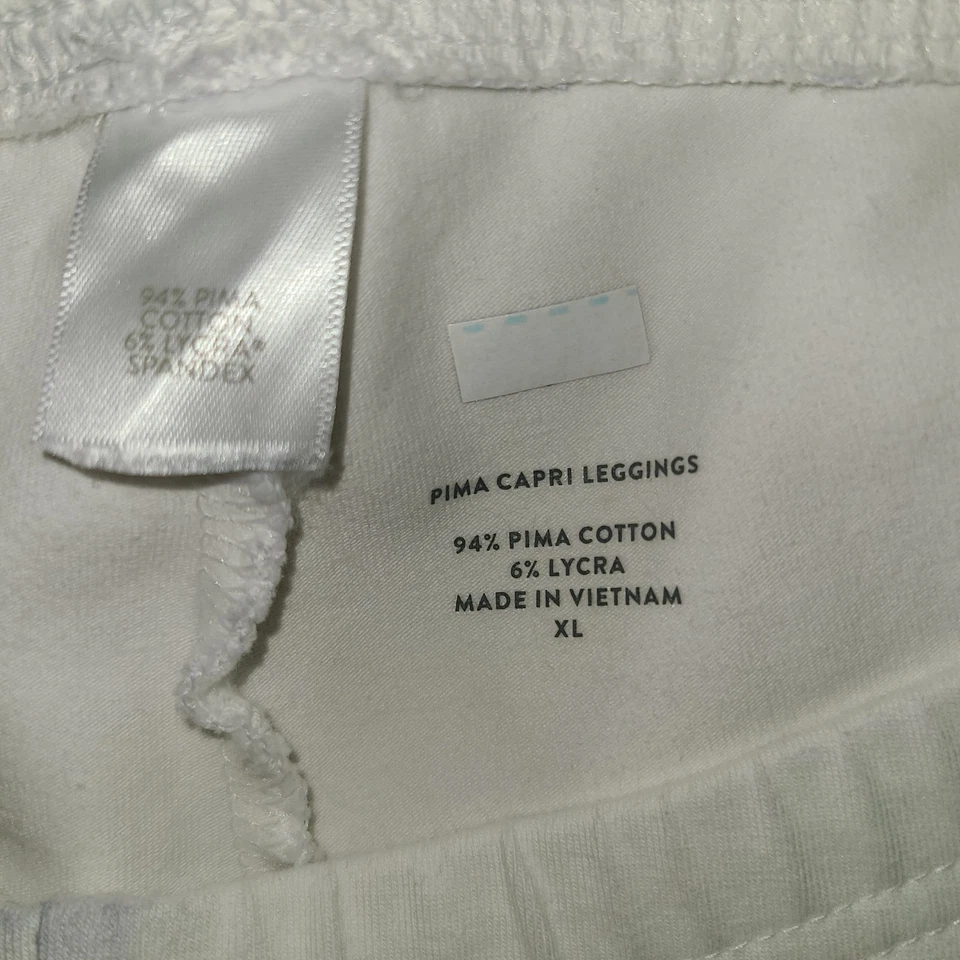 94% PIMA
COTTON
6% LYCRA®
SPANDEX
PIMA CAPRI LEGGINGS
94% PIMA COTTON
6% LYCRA
MADE IN VIETNAM
XL